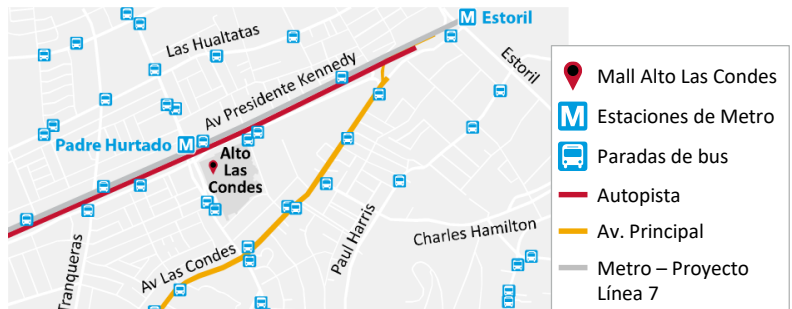 Estoril
Las Hualtatas
Estoril
Av Presidente Kennedy
Padre Hurtado
Alto
Las
Condes
Tranqueras
Av Las Condes
Paul Harris
Charles Hamilton
Mall Alto Las Condes
M Estaciones de Metro
Paradas de bus
Autopista
Av. Principal
Metro – Proyecto
Línea 7